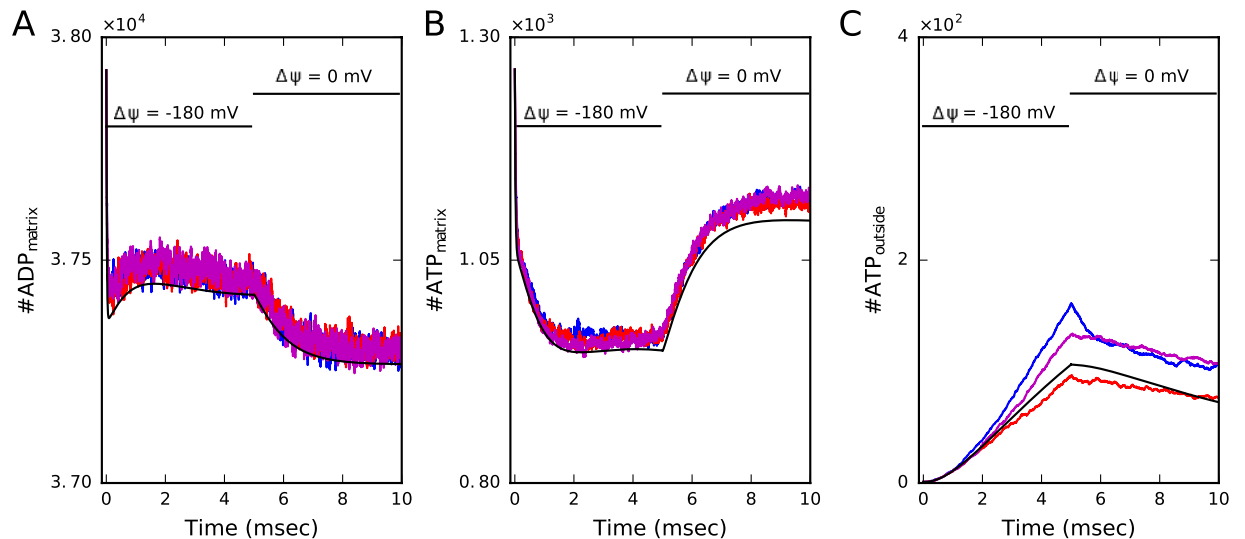 A
×10⁴
3.80
3.75
3.70
#ADPmatrix
Δψ = -180 mV
Δψ = 0 mV
0 2 4 6 8 10
Time (msec)
B
×10³
1.30
1.05
0.80
#ATPmatrix
Δψ = -180 mV
Δψ = 0 mV
0 2 4 6 8 10
Time (msec)
C
×10²
4
2
0
#ATPoutside
Δψ = -180 mV
Δψ = 0 mV
0 2 4 6 8 10
Time (msec)